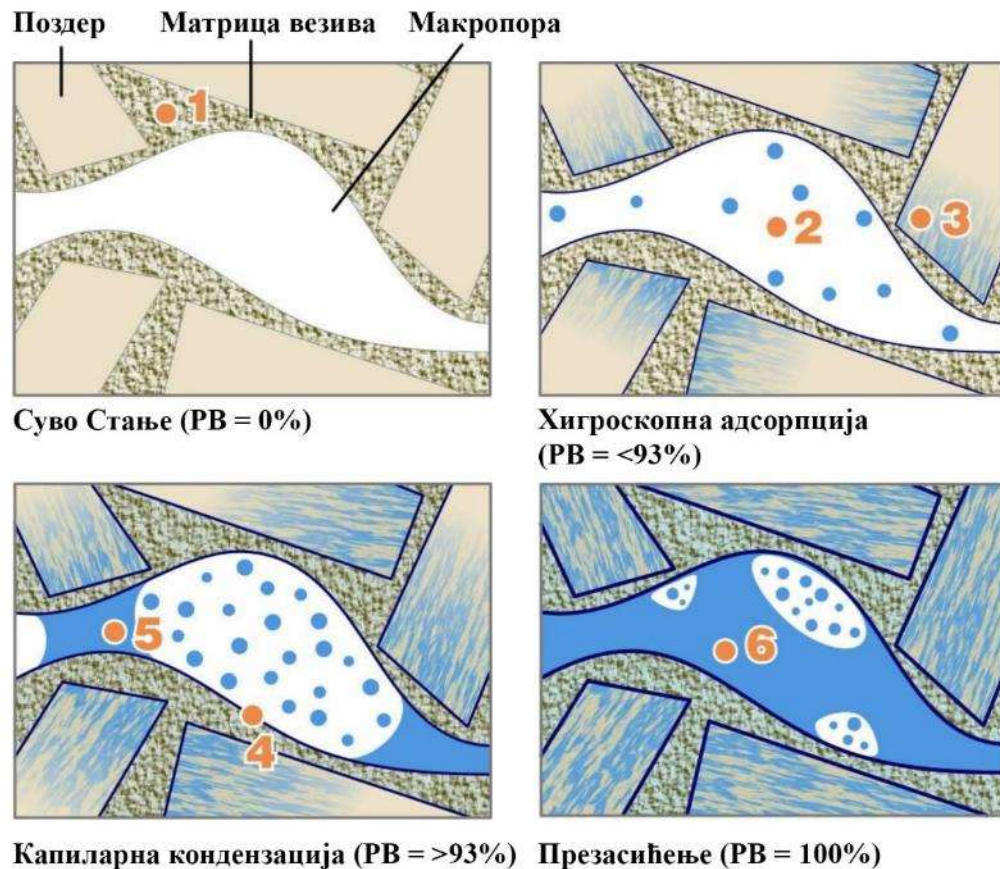 Поздер Матрица везива Макропора
1
2
3
Суво Стање (РВ = 0%)
Хигроскопна адсорпција
(РВ = <93%)
5
4
6
Капиларна кондензација (РВ = >93%)
Презасићење (РВ = 100%)